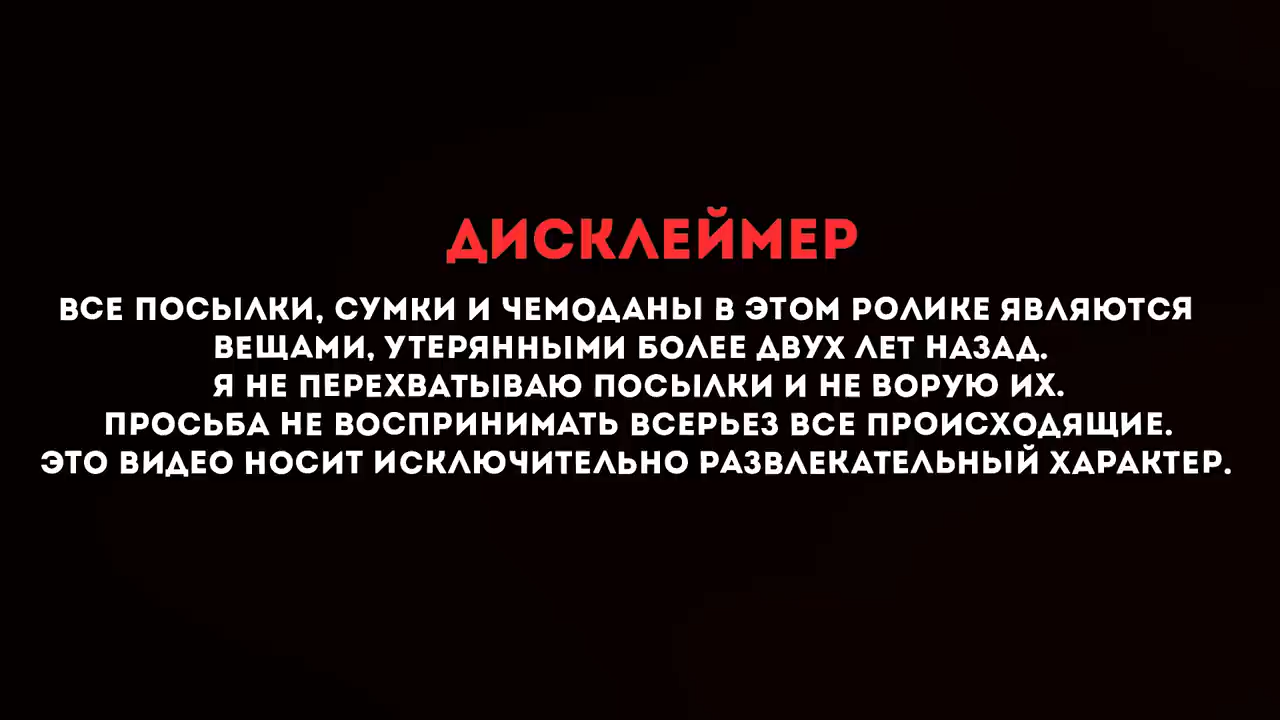 ДИСКЛЕЙМЕР
ВСЕ ПОСЫЛКИ, СУМКИ И ЧЕМОДАНЫ В ЭТОМ РОЛИКЕ ЯВЛЯЮТСЯ
ВЕЩАМИ, УТЕРЯННЫМИ БОЛЕЕ ДВУХ ЛЕТ НАЗАД.
Я НЕ ПЕРЕХВАТЫВАЮ ПОСЫЛКИ И НЕ ВОРУЮ ИХ.
ПРОСЬБА НЕ ВОСПРИНИМАТЬ ВСЕРЬЕЗ ВСЕ ПРОИСХОДЯЩИЕ.
ЭТО ВИДЕО НОСИТ ИСКЛЮЧИТЕЛЬНО РАЗВЛЕКАТЕЛЬНЫЙ ХАРАКТЕР.